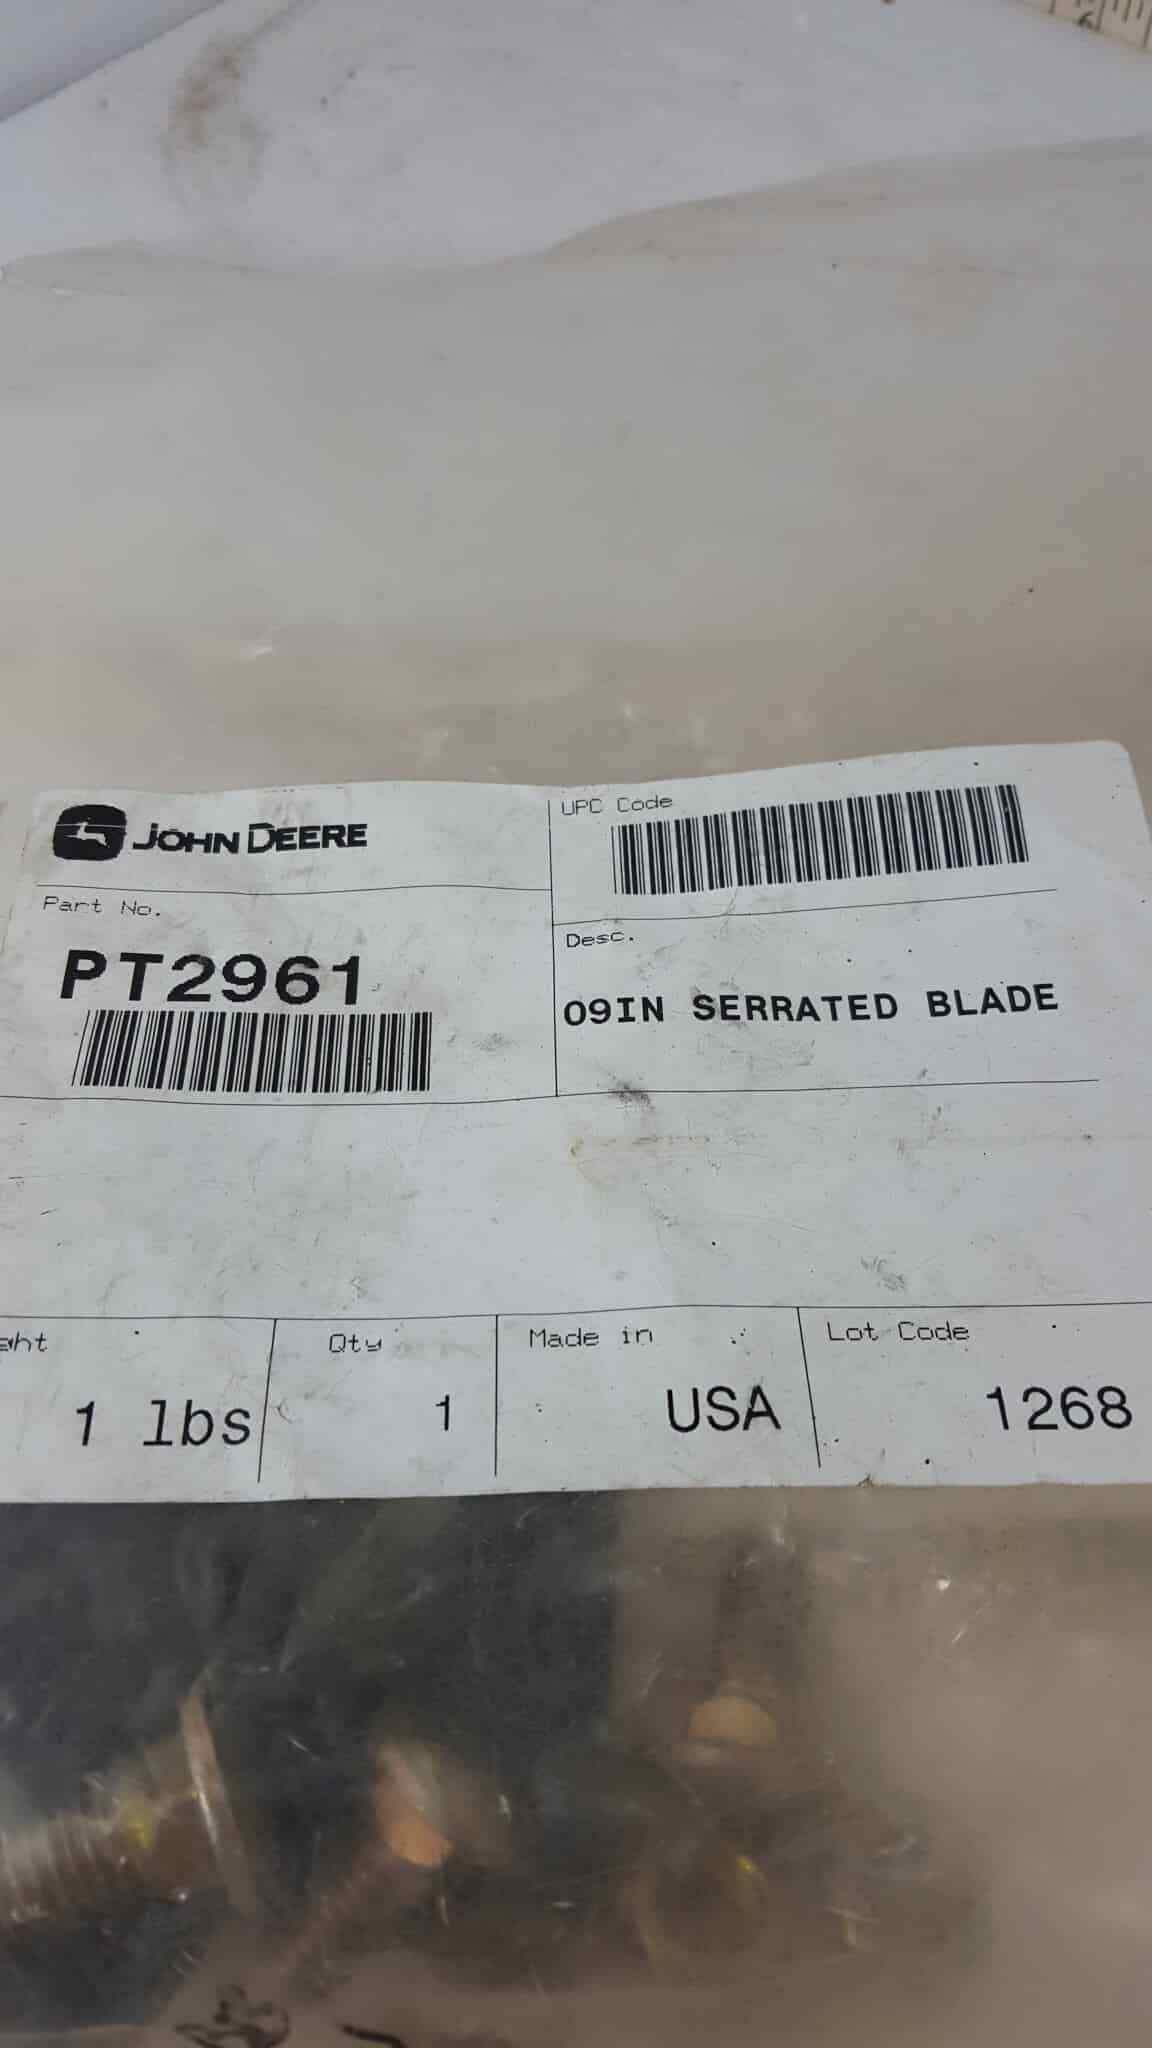 6
JOHN DEERE
UPC Code
Part No.
PT2961
Desc.
09IN SERRATED BLADE
Qty
Made in
Lot Code
1 lbs
1
USA
1268